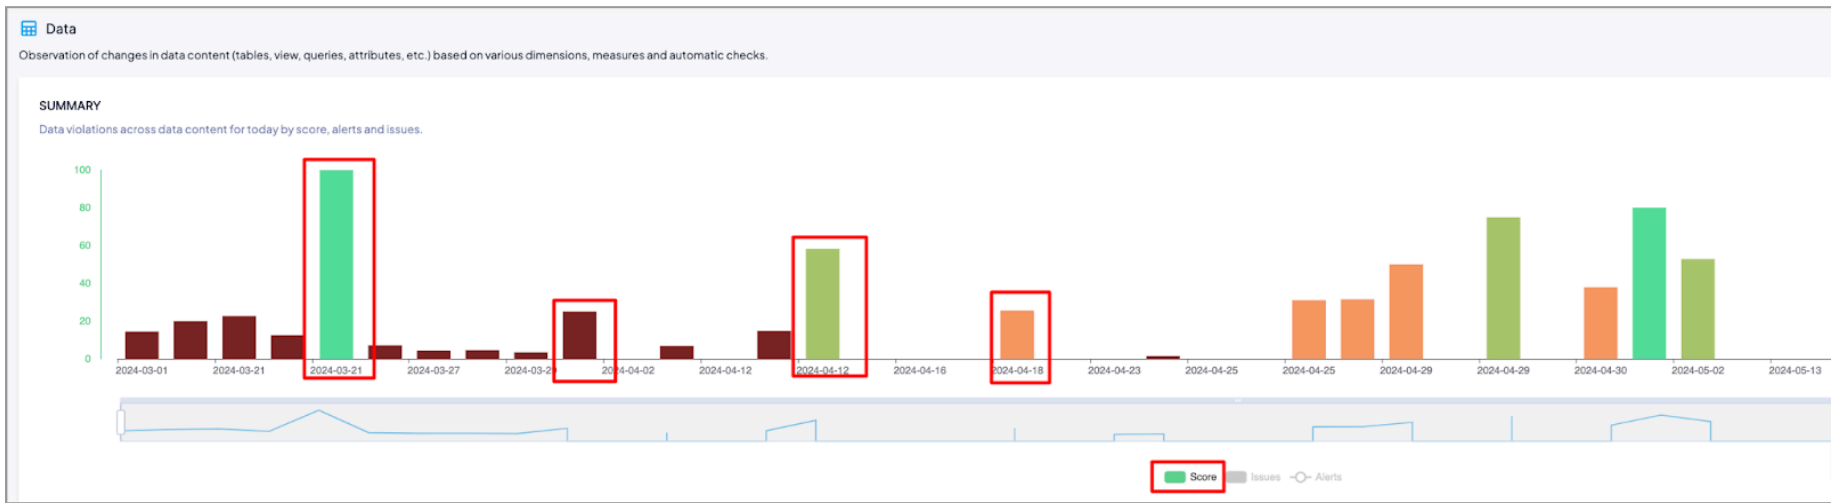 Data
Observation of changes in data content (tables, view, queries, attributes, etc.) based on various dimensions, measures and automatic checks.
SUMMARY
Data violations across data content for today by score, alerts and issues.
100
80
60
40
20
0
2024-03-01 2024-03-21 2024-03-21 2024-03-27 2024-03-29 2024-04-02 2024-04-12 2024-04-12 2024-04-16 2024-04-18 2024-04-23 2024-04-25 2024-04-25 2024-04-29 2024-04-29 2024-04-30 2024-05-02 2024-05-13
Score Issues Alerts